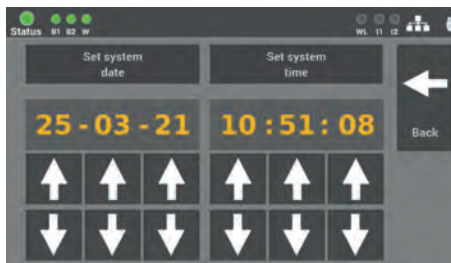 Status B1 B2 W WL I1 I2
Set system
date
Set system
time
25 - 03 - 21 10 : 51 : 08
Back